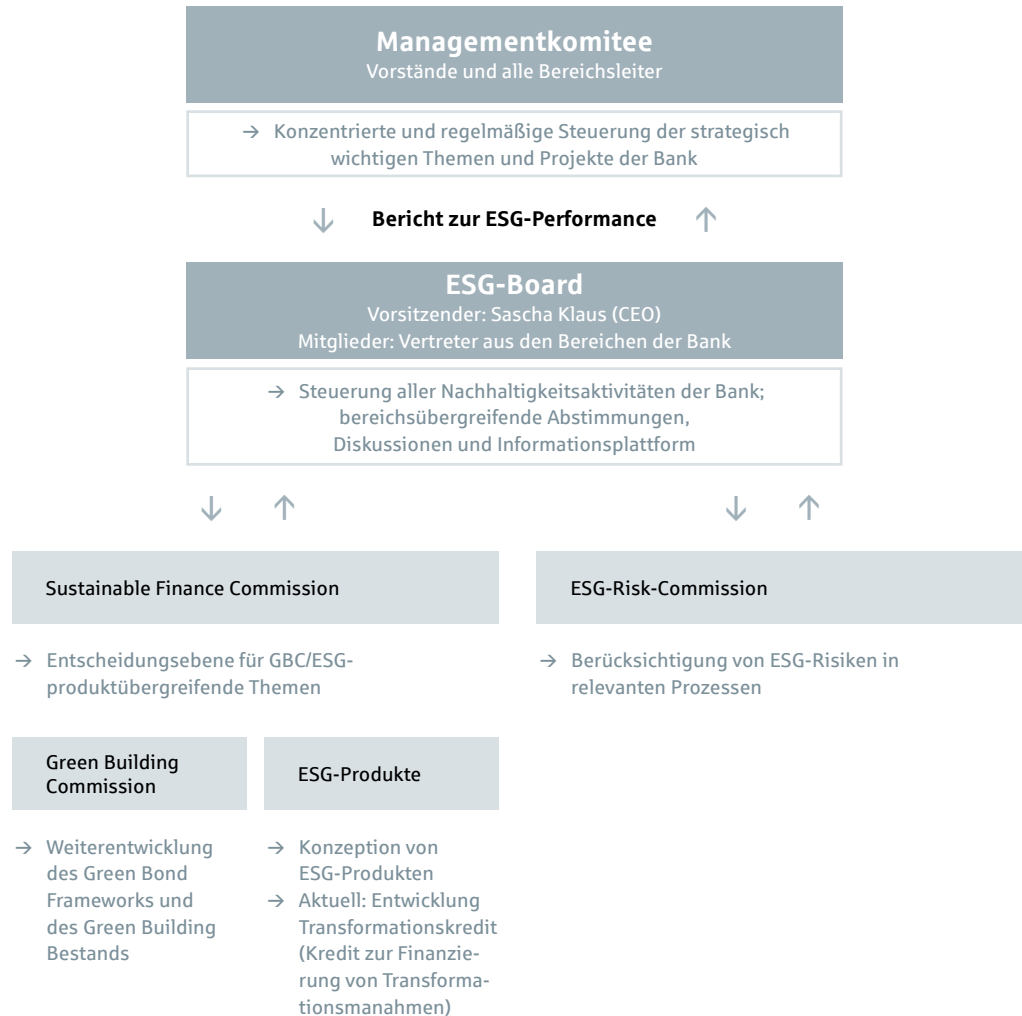 Managementkomitee
Vorstände und alle Bereichsleiter
→ Konzentrierte und regelmäßige Steuerung der strategisch
wichtigen Themen und Projekte der Bank
↓ Bericht zur ESG-Performance ↑
ESG-Board
Vorsitzender: Sascha Klaus (CEO)
Mitglieder: Vertreter aus den Bereichen der Bank
→ Steuerung aller Nachhaltigkeitsaktivitäten der Bank;
bereichsübergreifende Abstimmungen,
Diskussionen und Informationsplattform
↓ ↑ ↓ ↑
Sustainable Finance Commission
→ Entscheidungsebene für GBC/ESG-
produktübergreifende Themen
ESG-Risk-Commission
→ Berücksichtigung von ESG-Risiken in
relevanten Prozessen
Green Building
Commission
→ Weiterentwicklung
des Green Bond
Frameworks und
des Green Building
Bestands
ESG-Produkte
→ Konzeption von
ESG-Produkten
→ Aktuell: Entwicklung
Transformationskredit
(Kredit zur Finanzie-
rung von Transforma-
tionsmanahmen)